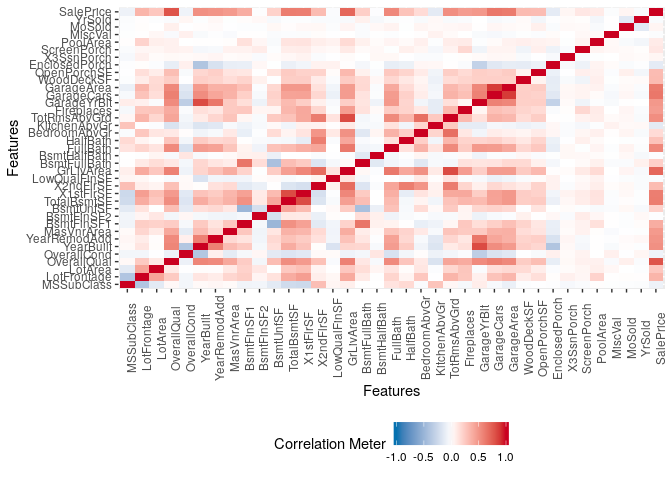 SalePrice
YrSold
MoSold
MiscVal
PoolArea
ScreenPorch
X3SsnPorch
EnclosedPorch
OpenPorchSF
WoodDeckSF
GarageArea
GarageCars
GarageYrBlt
Fireplaces
TotRmsAbvGrd
KitchenAbvGr
BedroomAbvGr
HalfBath
FullBath
BsmtHalfBath
BsmtFullBath
GrLivArea
LowQualFinSF
X2ndFlrSF
X1stFlrSF
TotalBsmtSF
BsmtUnfSF
BsmtFinSF2
BsmtFinSF1
MasVnrArea
YearRemodAdd
YearBuilt
OverallCond
OverallQual
LotArea
LotFrontage
MSSubClass
Features
MSSubClass
LotFrontage
LotArea
OverallQual
OverallCond
YearBuilt
YearRemodAdd
MasVnrArea
BsmtFinSF1
BsmtFinSF2
BsmtUnfSF
TotalBsmtSF
X1stFlrSF
X2ndFlrSF
LowQualFinSF
GrLivArea
BsmtFullBath
BsmtHalfBath
FullBath
HalfBath
BedroomAbvGr
KitchenAbvGr
TotRmsAbvGrd
Fireplaces
GarageYrBlt
GarageCars
GarageArea
WoodDeckSF
OpenPorchSF
EnclosedPorch
X3SsnPorch
ScreenPorch
PoolArea
MiscVal
MoSold
YrSold
SalePrice
Features
Correlation Meter
-1.0 -0.5 0.0 0.5 1.0